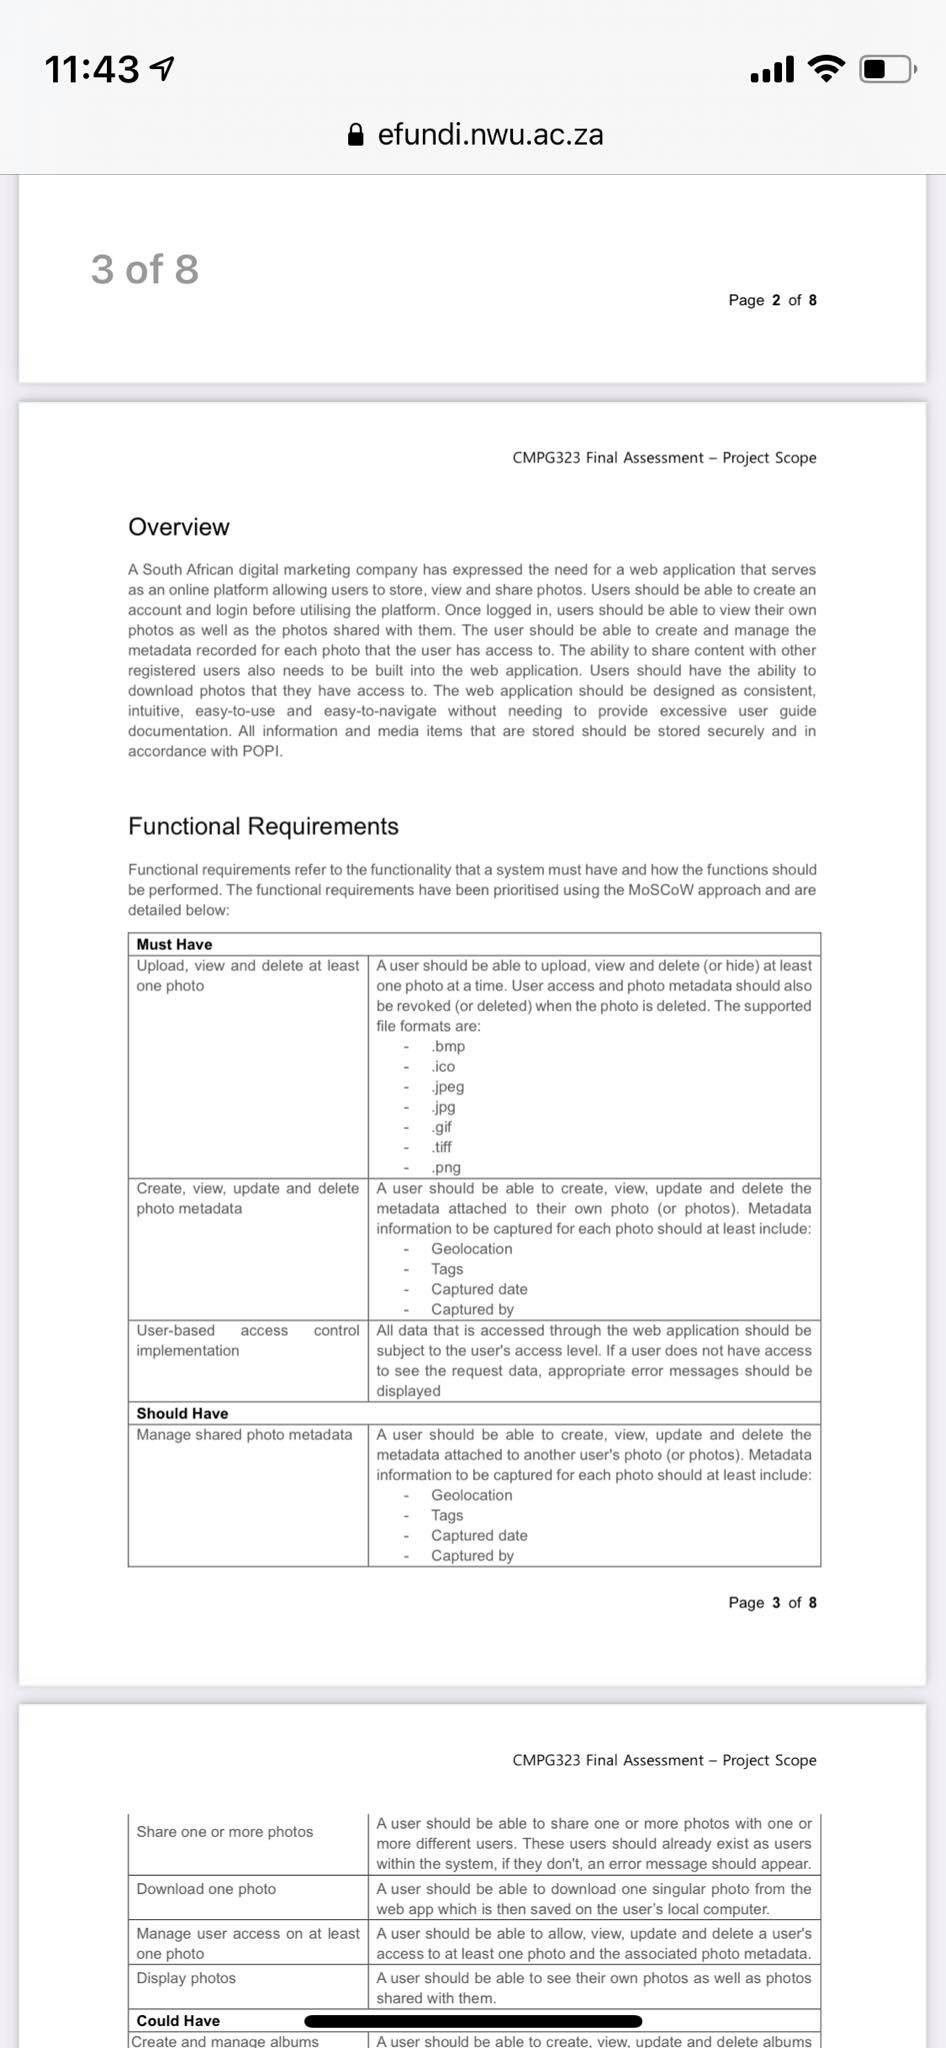 11:43
efundi.nwu.ac.za
3 of 8
Page 2 of 8
CMPG323 Final Assessment – Project Scope
Overview
A South African digital marketing company has expressed the need for a web application that serves
as an online platform allowing users to store, view and share photos. Users should be able to create an
account and login before utilising the platform. Once logged in, users should be able to view their own
photos as well as the photos shared with them. The user should be able to create and manage the
metadata recorded for each photo that the user has access to. The ability to share content with other
registered users also needs to be built into the web application. Users should have the ability to
download photos that they have access to. The web application should be designed as consistent,
intuitive, easy-to-use and easy-to-navigate without needing to provide excessive user guide
documentation. All information and media items that are stored should be stored securely and in
accordance with POPI.
Functional Requirements
Functional requirements refer to the functionality that a system must have and how the functions should
be performed. The functional requirements have been prioritised using the MoSCoW approach and are
detailed below:
Must Have
Upload, view and delete at least
one photo
A user should be able to upload, view and delete (or hide) at least
one photo at a time. User access and photo metadata should also
be revoked (or deleted) when the photo is deleted. The supported
file formats are:
- .bmp
- .ico
- .jpeg
- .jpg
- .gif
- .tiff
- .png
Create, view, update and delete
photo metadata
A user should be able to create, view, update and delete the
metadata attached to their own photo (or photos). Metadata
information to be captured for each photo should at least include:
- Geolocation
- Tags
- Captured date
- Captured by
User-based access control
implementation
All data that is accessed through the web application should be
subject to the user's access level. If a user does not have access
to see the request data, appropriate error messages should be
displayed
Should Have
Manage shared photo metadata
A user should be able to create, view, update and delete the
metadata attached to another user's photo (or photos). Metadata
information to be captured for each photo should at least include:
- Geolocation
- Tags
- Captured date
- Captured by
Page 3 of 8
CMPG323 Final Assessment – Project Scope
Share one or more photos
A user should be able to share one or more photos with one or
more different users. These users should already exist as users
within the system, if they don't, an error message should appear.
Download one photo
A user should be able to download one singular photo from the
web app which is then saved on the user's local computer.
Manage user access on at least
one photo
A user should be able to allow, view, update and delete a user's
access to at least one photo and the associated photo metadata.
Display photos
A user should be able to see their own photos as well as photos
shared with them.
Could Have
Create and manage albums
A user should be able to create, view, update and delete albums